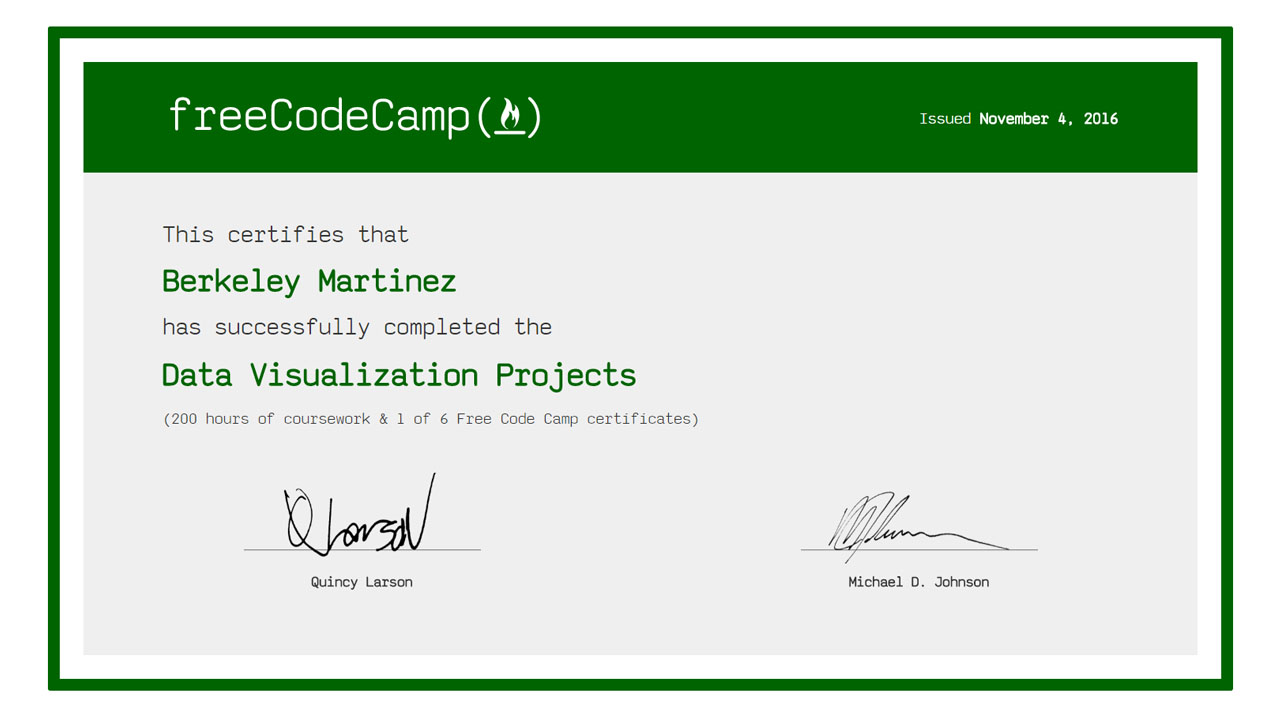 freeCodeCamp(🔥)
Issued November 4, 2016
This certifies that
Berkeley Martinez
has successfully completed the
Data Visualization Projects
(200 hours of coursework & 1 of 6 Free Code Camp certificates)
Q Larson
Quincy Larson
Michael D. Johnson